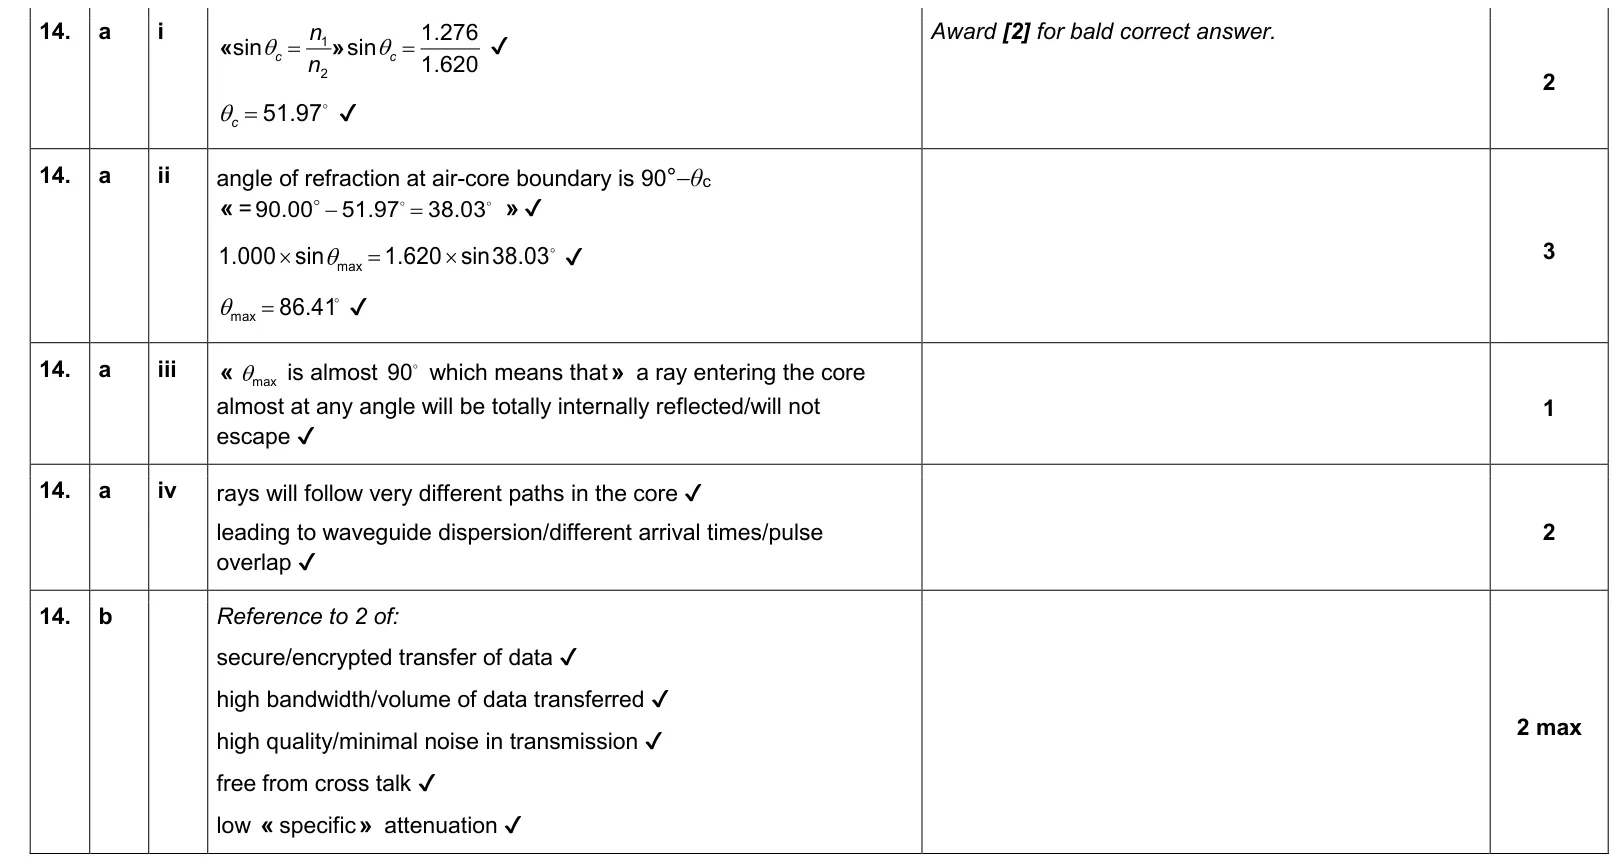 14. a i «sinθc = n1/n2» sinθc = 1.276/1.620 ✓ Award [2] for bald correct answer.
θc = 51.97° ✓
2
14. a ii angle of refraction at air-core boundary is 90°–θc
« = 90.00° – 51.97° = 38.03° » ✓
1.000 × sinθmax = 1.620 × sin38.03° ✓
3
θmax = 86.41° ✓
14. a iii « θmax is almost 90° which means that» a ray entering the core
almost at any angle will be totally internally reflected/will not
1
escape ✓
14. a iv rays will follow very different paths in the core ✓
leading to waveguide dispersion/different arrival times/pulse
2
overlap ✓
14. b Reference to 2 of:
secure/encrypted transfer of data ✓
high bandwidth/volume of data transferred ✓
2 max
high quality/minimal noise in transmission ✓
free from cross talk ✓
low « specific» attenuation ✓